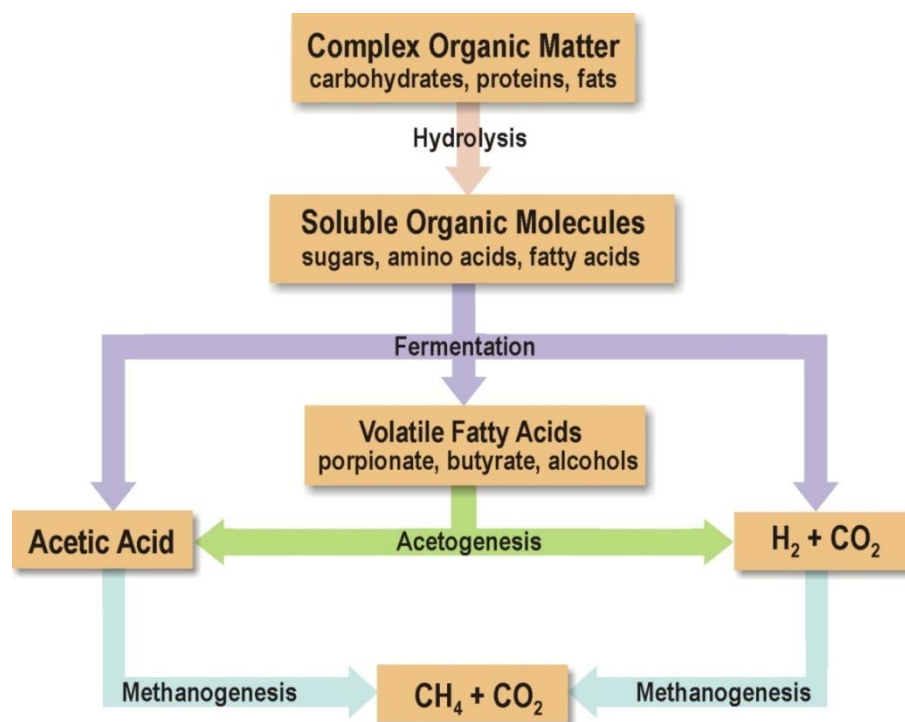 Complex Organic Matter
carbohydrates, proteins, fats
Hydrolysis
Soluble Organic Molecules
sugars, amino acids, fatty acids
Fermentation
Volatile Fatty Acids
porpionate, butyrate, alcohols
Acetic Acid
Acetogenesis
H₂ + CO₂
Methanogenesis
CH₄ + CO₂
Methanogenesis